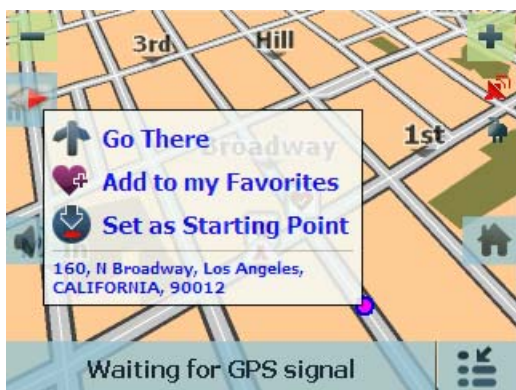 3rd
Hill
1st
Go There
Broadway
Add to my Favorites
Set as Starting Point
160, N Broadway, Los Angeles,
CALIFORNIA, 90012
Waiting for GPS signal